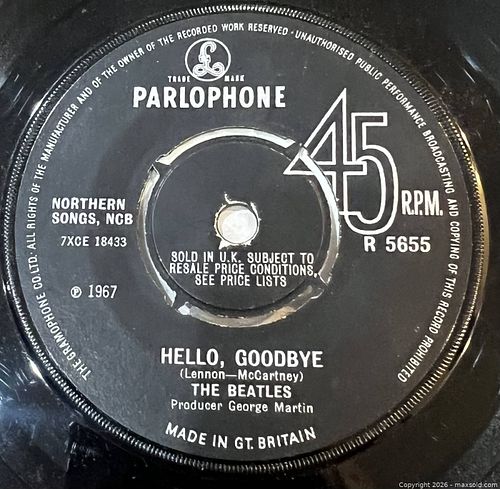 THE GRAMOPHONE CO. LTD. ALL RIGHTS OF THE MANUFACTURER AND OF THE OWNER OF THE RECORDED WORK RESERVED · UNAUTHORISED PUBLIC PERFORMANCE BROADCASTING AND COPYING OF THIS RECORD PROHIBITED
£
TRADE MARK
PARLOPHONE
45
R.P.M.
R 5655
NORTHERN
SONGS, NCB
7XCE 18433
℗ 1967
SOLD IN U.K. SUBJECT TO
RESALE PRICE CONDITIONS,
SEE PRICE LISTS
HELLO, GOODBYE
(Lennon—McCartney)
THE BEATLES
Producer George Martin
MADE IN GT. BRITAIN
Copyright 2026 - maxsold.com